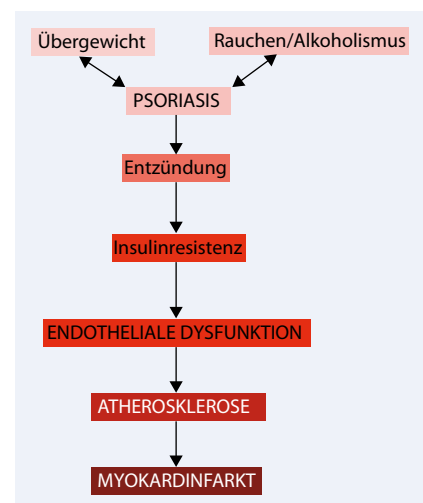 Übergewicht
Rauchen/Alkoholismus
PSORIASIS
Entzündung
Insulinresistenz
ENDOTHELIALE DYSFUNKTION
ATHEROSKLEROSE
MYOKARDINFARKT